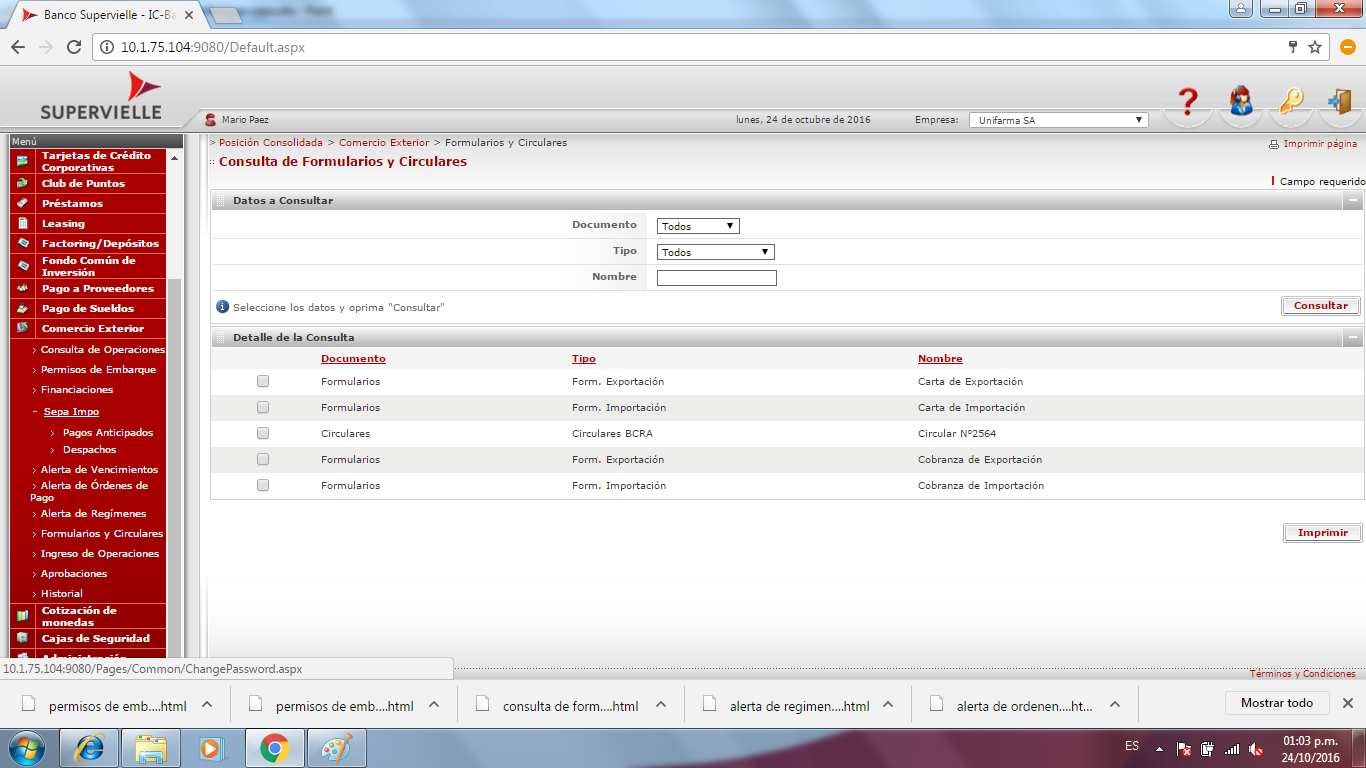 Banco Supervielle - IC-Ba
10.1.75.104:9080/Default.aspx
SUPERVIELLE
Mario Paez
lunes, 24 de octubre de 2016
Empresa:
Unifarma SA
Menú
Tarjetas de Crédito
Corporativas
Club de Puntos
Préstamos
Leasing
Factoring/Depósitos
Fondo Común de
Inversión
Pago a Proveedores
Pago de Sueldos
Comercio Exterior
> Consulta de Operaciones
> Permisos de Embarque
> Financiaciones
- Sepa Impo
> Pagos Anticipados
> Despachos
> Alerta de Vencimientos
> Alerta de Órdenes de
Pago
> Alerta de Regímenes
> Formularios y Circulares
> Ingreso de Operaciones
> Aprobaciones
> Historial
Cotización de
monedas
Cajas de Seguridad
Administración
> Posición Consolidada > Comercio Exterior > Formularios y Circulares
Imprimir página
Consulta de Formularios y Circulares
Campo requerido
Datos a Consultar
Documento Todos
Tipo Todos
Nombre
Seleccione los datos y oprima "Consultar"
Consultar
Detalle de la Consulta
Documento Tipo Nombre
Formularios Form. Exportación Carta de Exportación
Formularios Form. Importación Carta de Importación
Circulares Circulares BCRA Circular Nº2564
Formularios Form. Exportación Cobranza de Exportación
Formularios Form. Importación Cobranza de Importación
Imprimir
10.1.75.104:9080/Pages/Common/ChangePassword.aspx
Términos y Condiciones
permisos de emb....html
permisos de emb....html
consulta de form....html
alerta de regimen....html
alerta de ordenen....ht...
Mostrar todo
ES
01:03 p.m.
24/10/2016